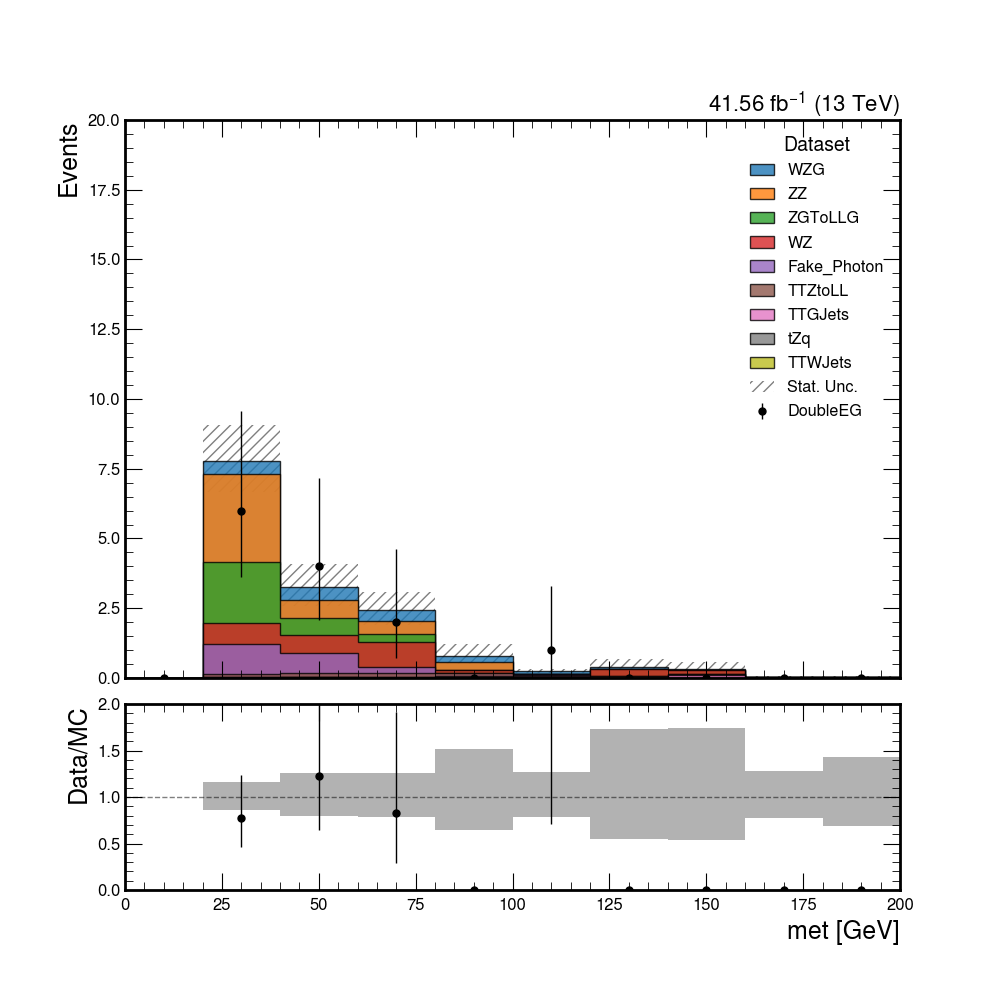 41.56 fb⁻¹ (13 TeV)
Events
20.0
17.5
15.0
12.5
10.0
7.5
5.0
2.5
0.0
Dataset
WZG
ZZ
ZGToLLG
WZ
Fake_Photon
TTZtoLL
TTGJets
tZq
TTWJets
Stat. Unc.
DoubleEG
Data/MC
2.0
1.5
1.0
0.5
0.0
0 25 50 75 100 125 150 175 200
met [GeV]